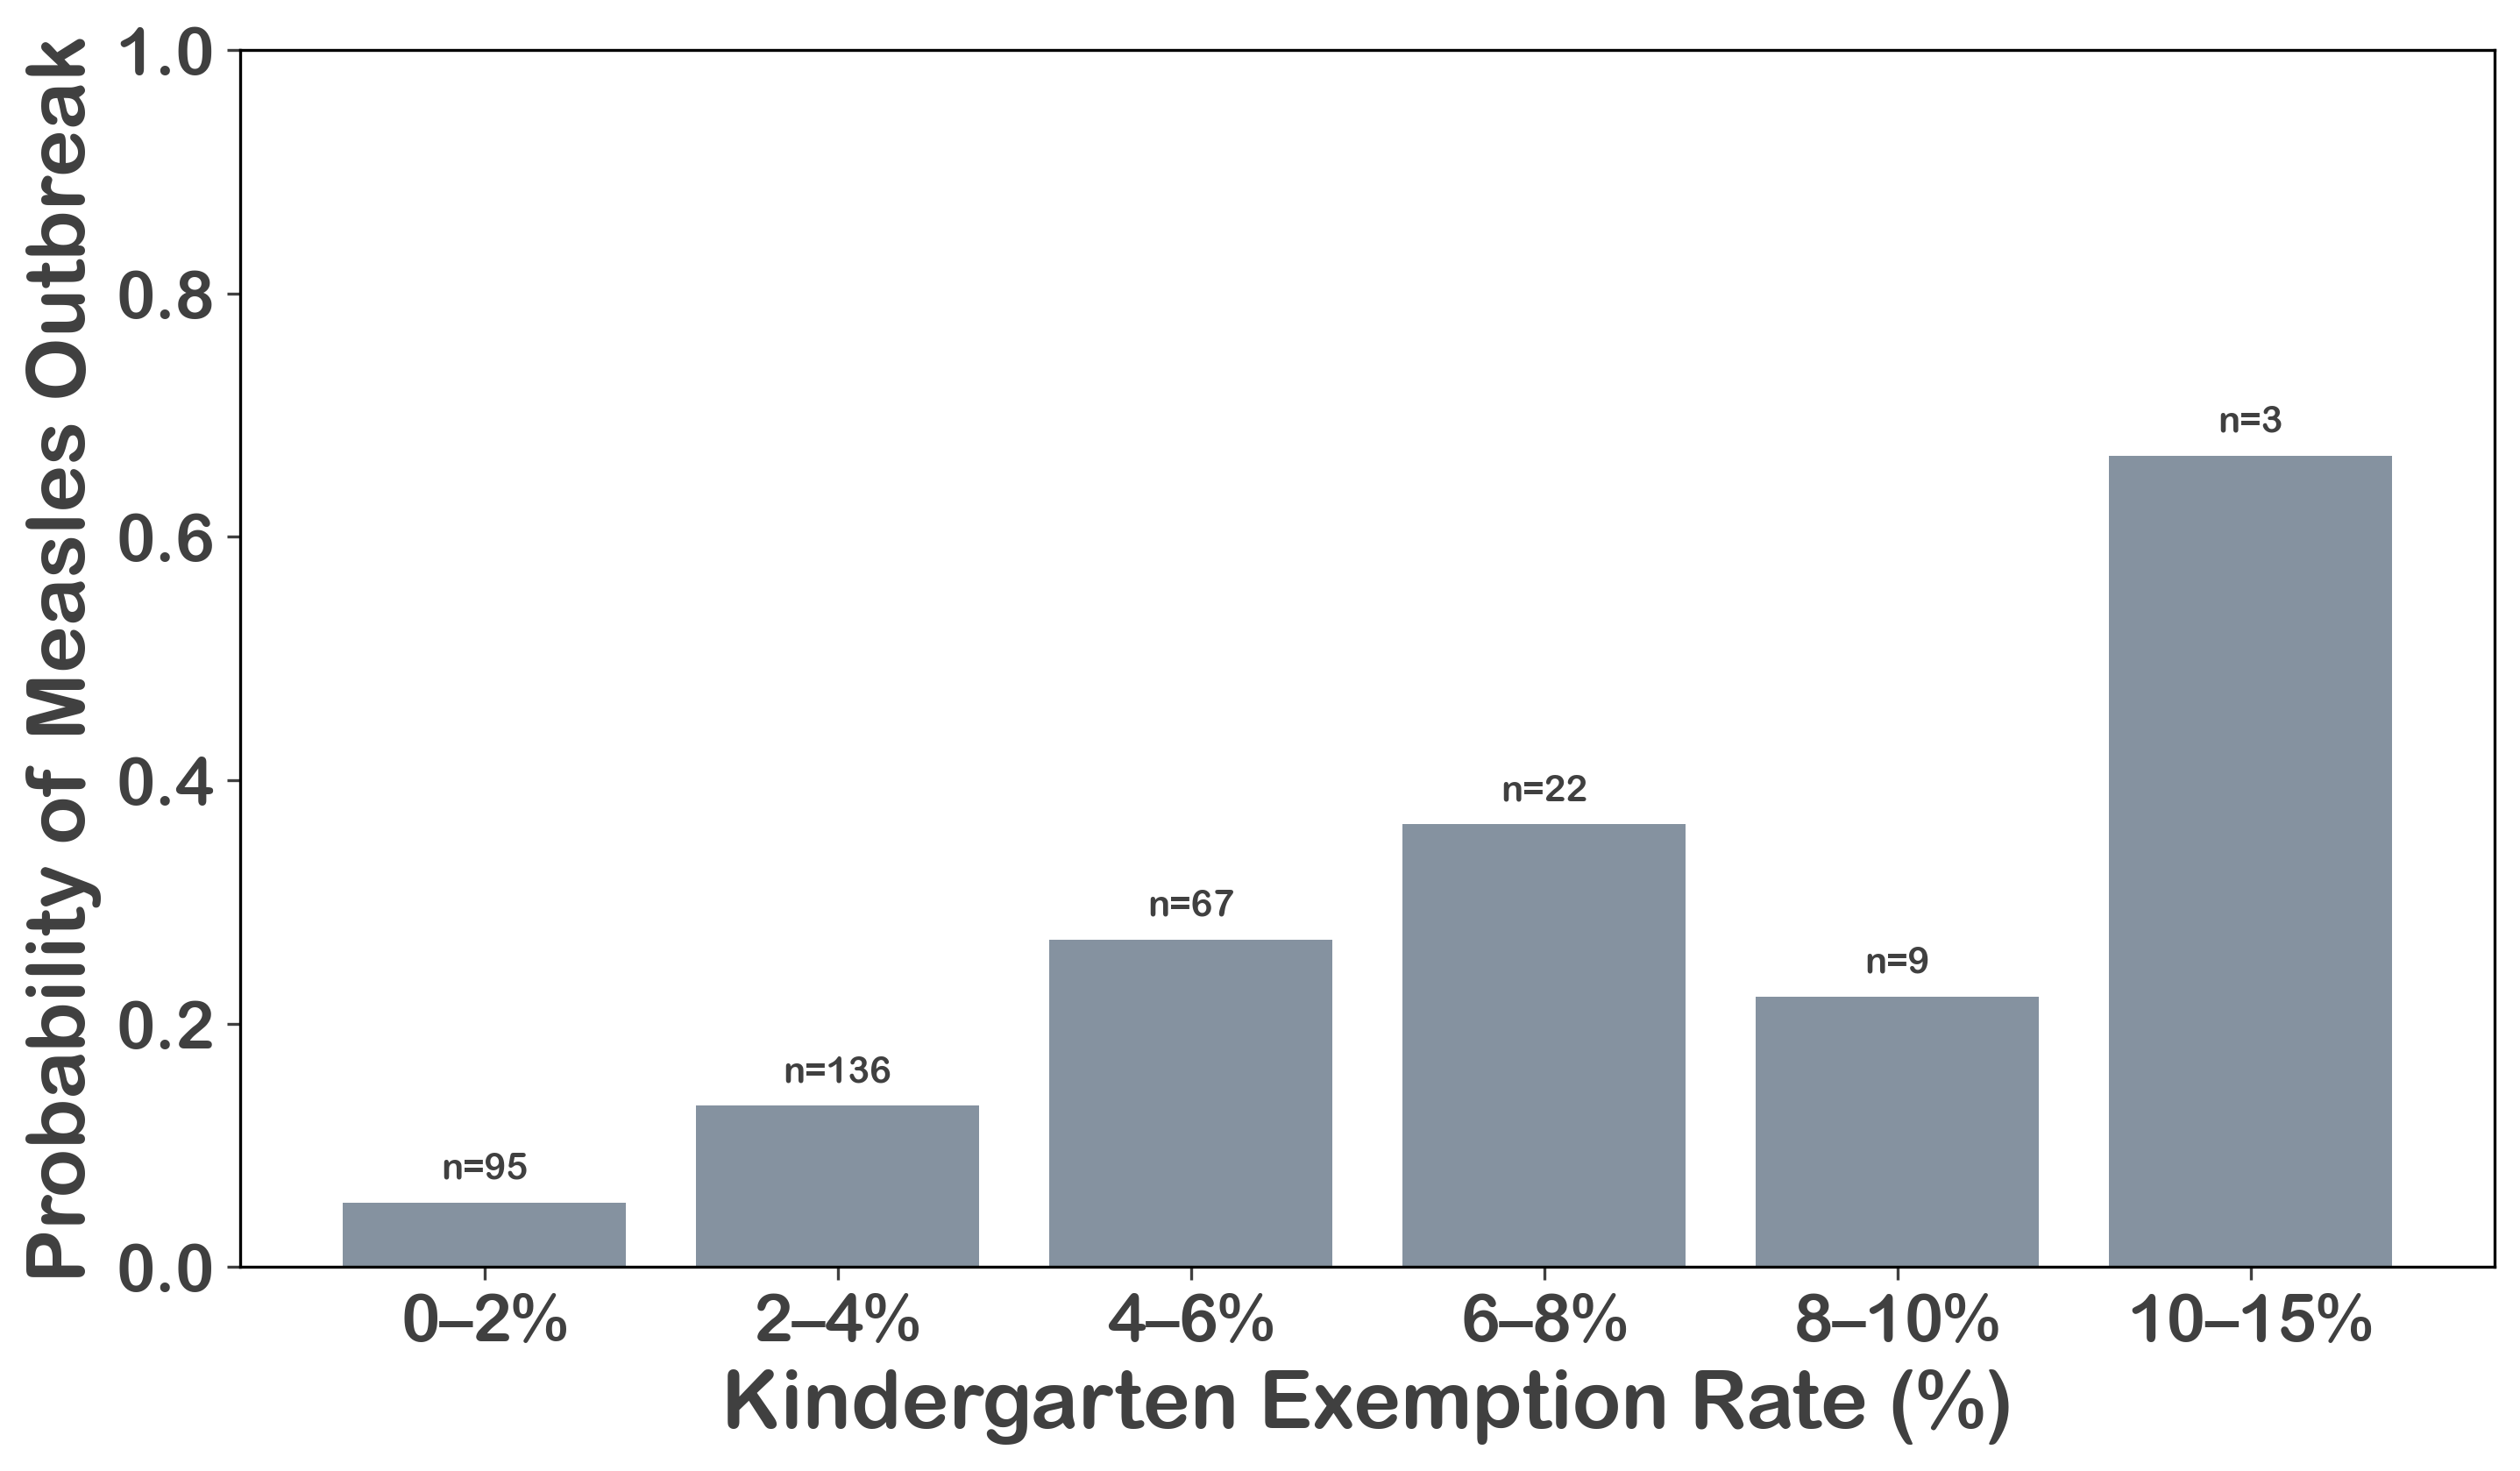 Probability of Measles Outbreak
1.0
0.8
0.6
0.4
0.2
0.0
n=95
n=136
n=67
n=22
n=9
n=3
0–2%
2–4%
4–6%
6–8%
8–10%
10–15%
Kindergarten Exemption Rate (%)